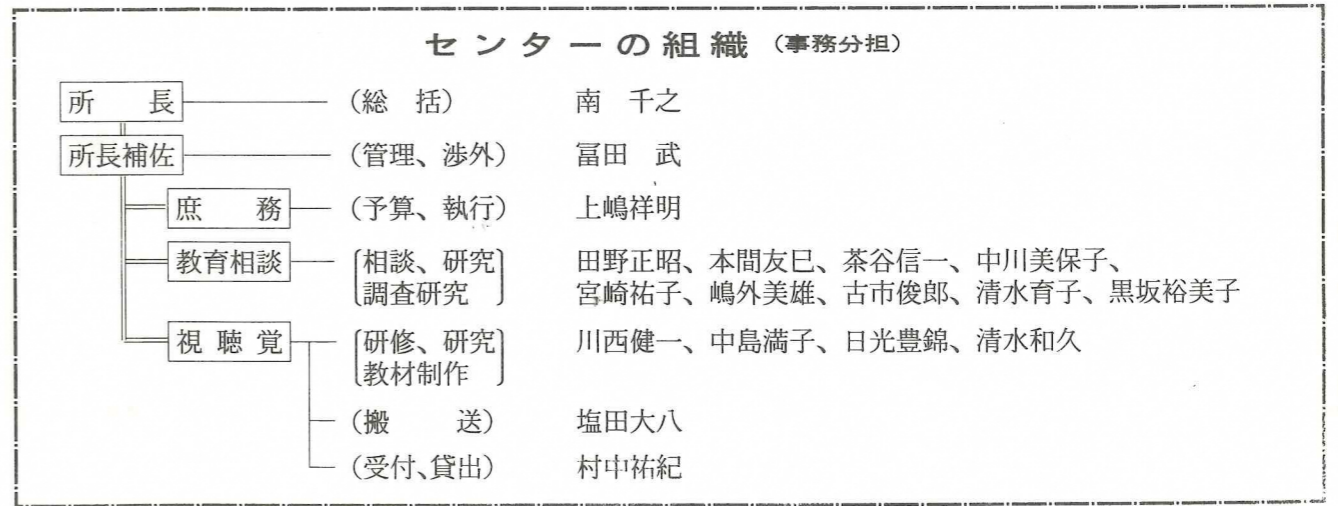 センターの組織(事務分担)
所長 (総括) 南 千之
所長補佐 (管理、渉外) 冨田 武
庶務 (予算、執行) 上嶋祥明
教育相談 〔相談、研究〕 田野正昭、本間友巳、茶谷信一、中川美保子、
〔調査研究〕 宮崎祐子、嶋外美雄、古市俊郎、清水育子、黒坂裕美子
視聴覚 〔研修、研究〕 川西健一、中島満子、日光豊錦、清水和久
〔教材制作〕
(搬送) 塩田大八
(受付、貸出) 村中祐紀